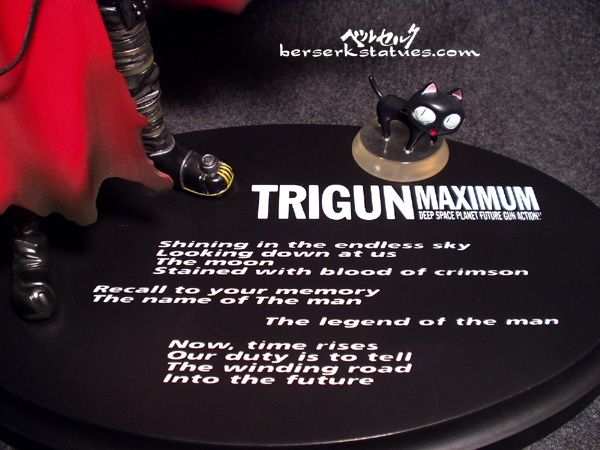 ベルセルク
berserkstatues.com
TRIGUN MAXIMUM
DEEP SPACE PLANET FUTURE GUN ACTION!!
Shining in the endless sky
Looking down at us
The moon
Stained with blood of crimson
Recall to your memory
The name of The man
The legend of the man
Now, time rises
Our duty is to tell
The winding road
Into the future